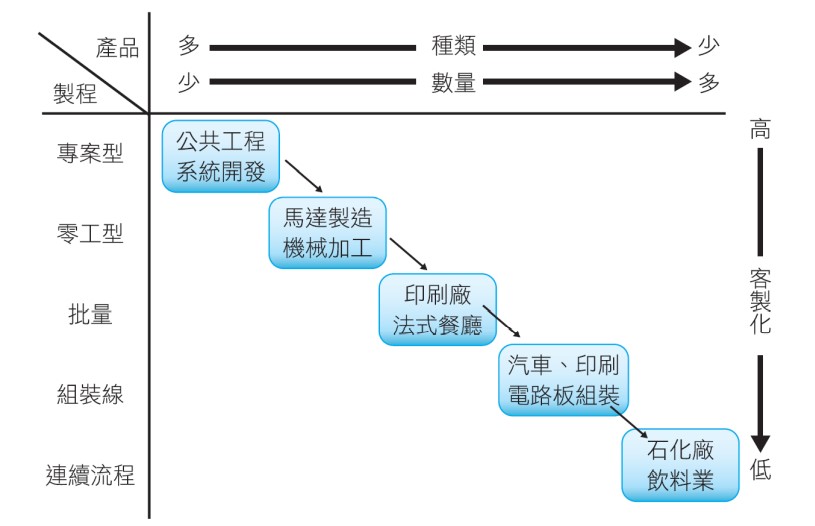 產品
多 種類 少
少 數量 多
製程
高
專案型
公共工程
系統開發
零工型
馬達製造
機械加工
批量
印刷廠
法式餐廳
客製化
組裝線
汽車、印刷
電路板組裝
連續流程
石化廠
飲料業
低